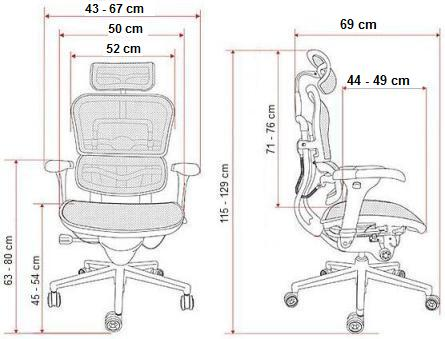 43 - 67 cm
50 cm
52 cm
63 - 80 cm
45 - 54 cm
69 cm
44 - 49 cm
71 - 76 cm
115 - 129 cm